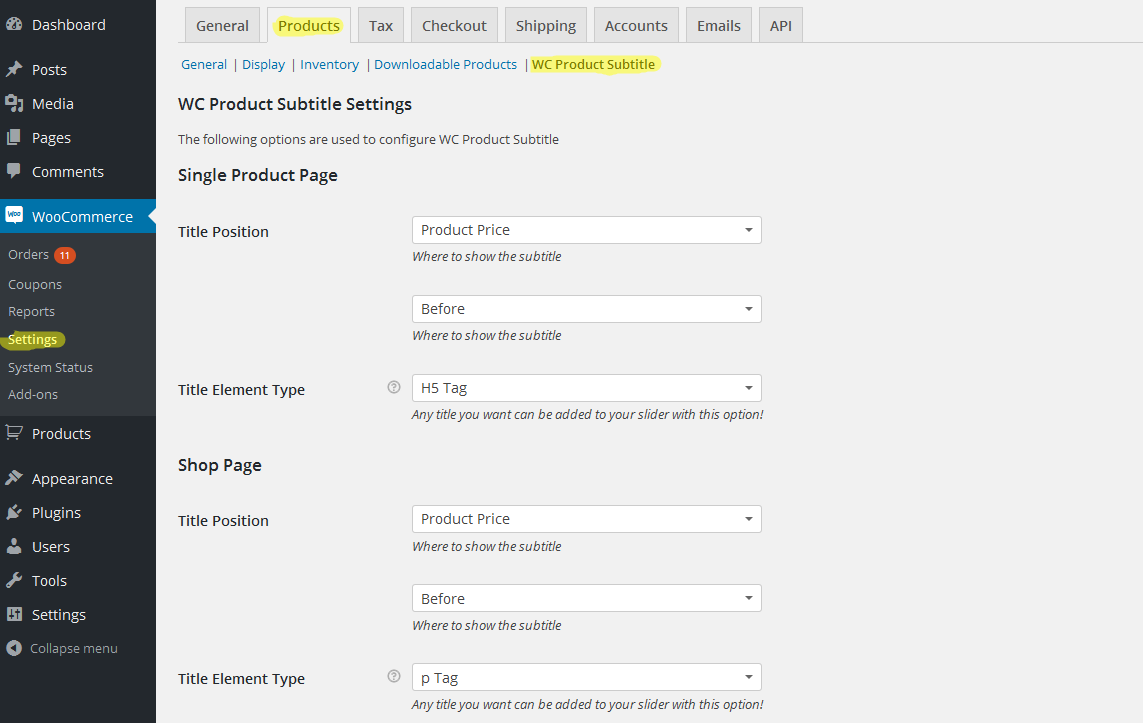 Dashboard
Posts
Media
Pages
Comments
Woo WooCommerce
Orders 11
Coupons
Reports
Settings
System Status
Add-ons
Products
Appearance
Plugins
Users
Tools
Settings
Collapse menu
General Products Tax Checkout Shipping Accounts Emails API
General | Display | Inventory | Downloadable Products | WC Product Subtitle
WC Product Subtitle Settings
The following options are used to configure WC Product Subtitle
Single Product Page
Title Position Product Price
Where to show the subtitle
Before
Where to show the subtitle
Title Element Type ? H5 Tag
Any title you want can be added to your slider with this option!
Shop Page
Title Position Product Price
Where to show the subtitle
Before
Where to show the subtitle
Title Element Type ? p Tag
Any title you want can be added to your slider with this option!